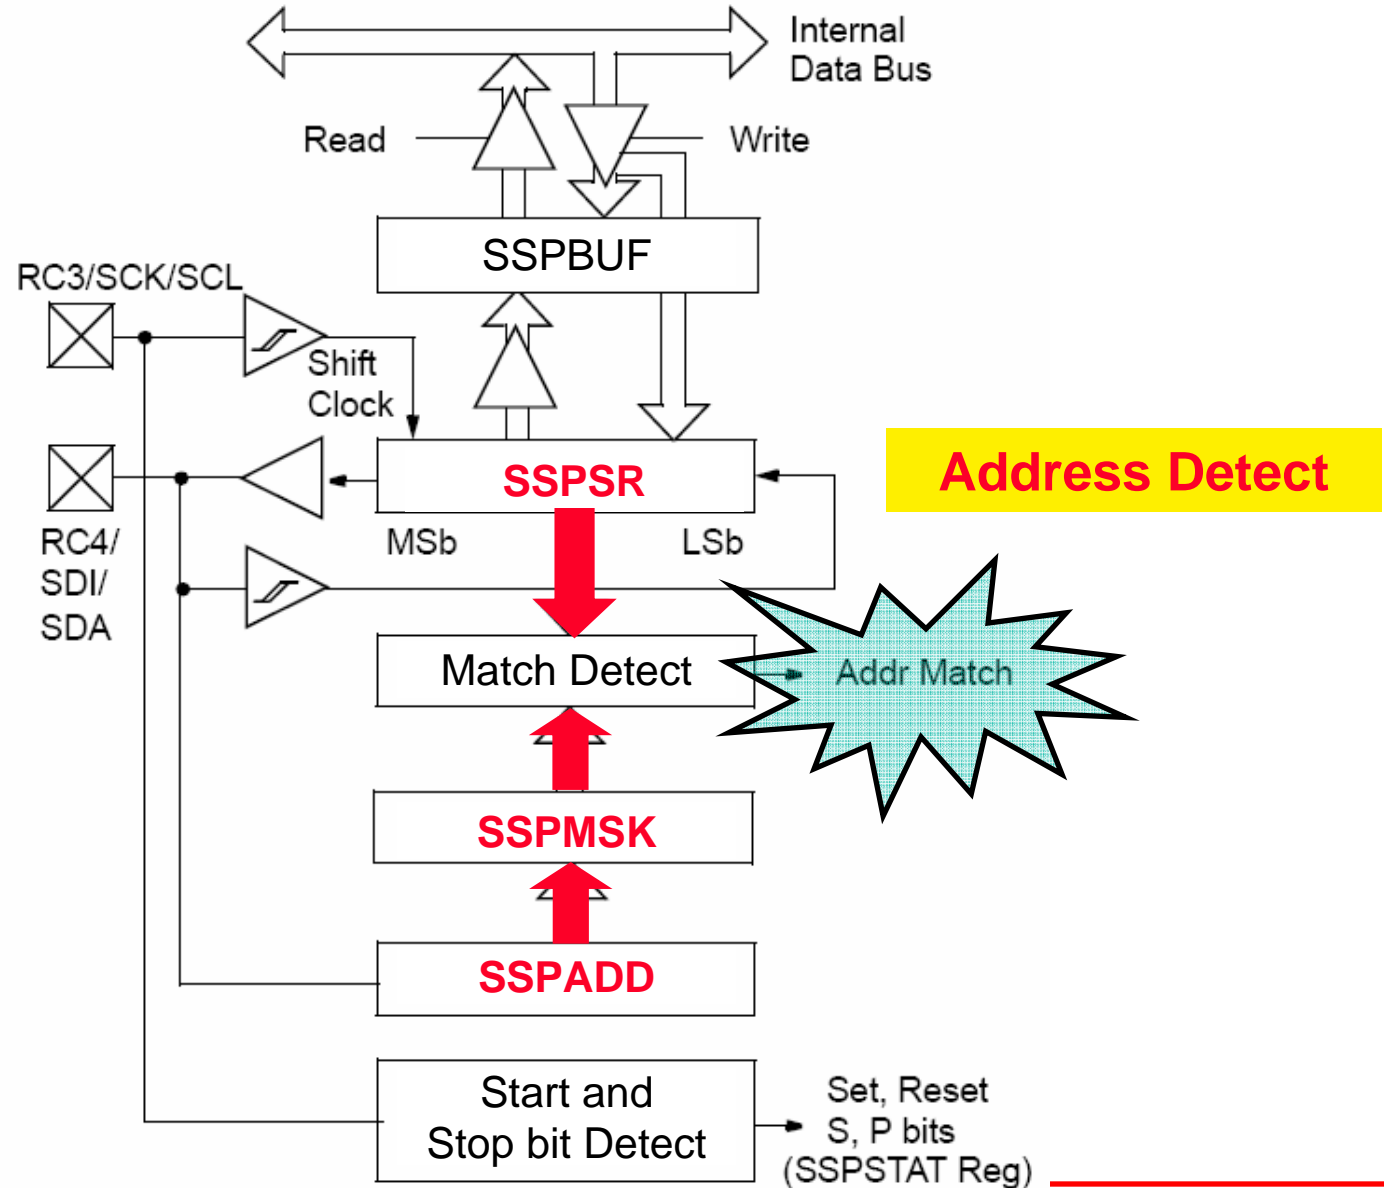 Internal
Data Bus
Read
Write
SSPBUF
RC3/SCK/SCL
Shift
Clock
SSPSR
Address Detect
MSb
LSb
RC4/
SDI/
SDA
Match Detect
Addr Match
SSPMSK
SSPADD
Start and
Stop bit Detect
Set, Reset
S, P bits
(SSPSTAT Reg)